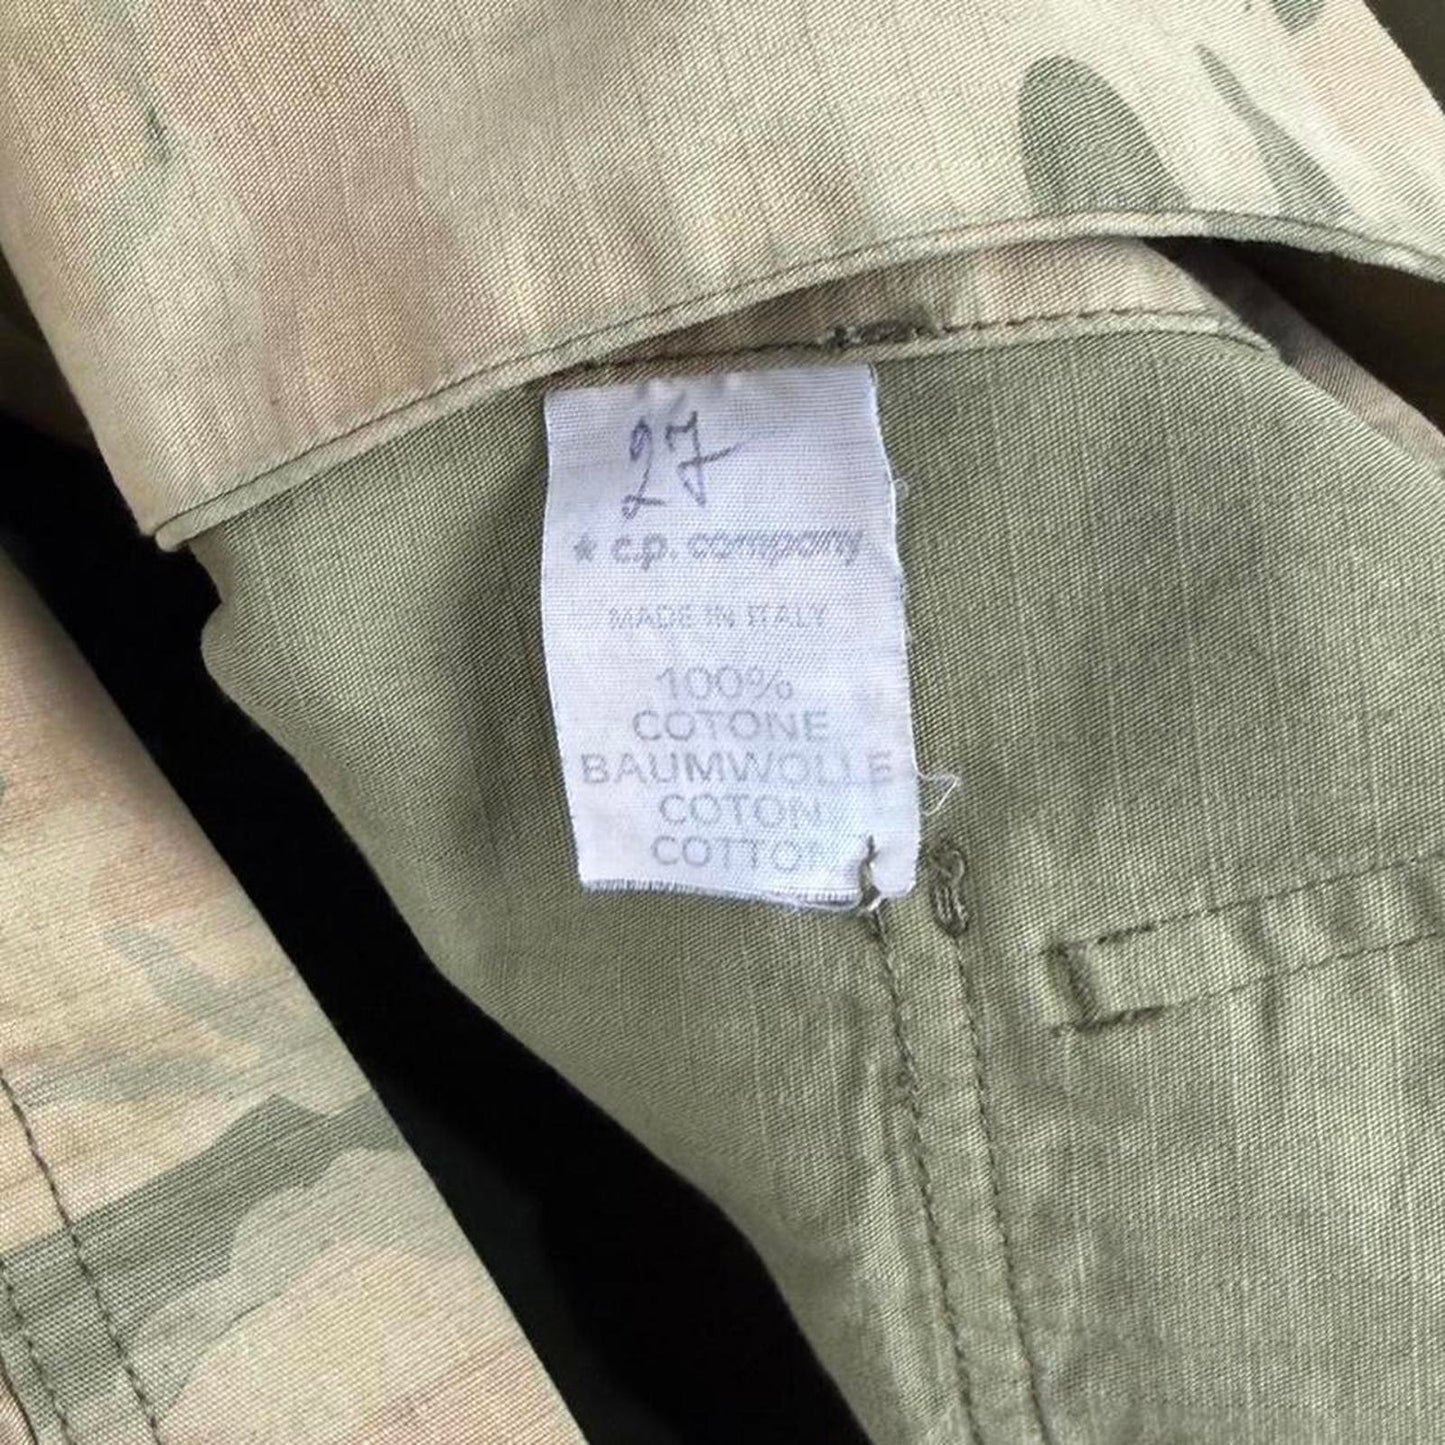 27
* c.p. company
MADE IN ITALY
100%
COTONE
BAUMWOLLE
COTON
COTTON